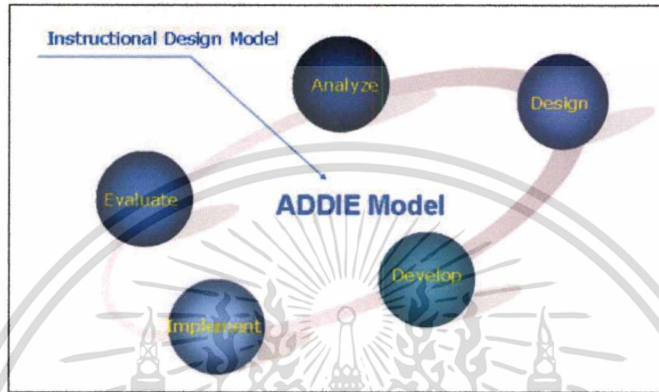 Instructional Design Model
Analyze
Design
Evaluate
ADDIE Model
Develop
Implement